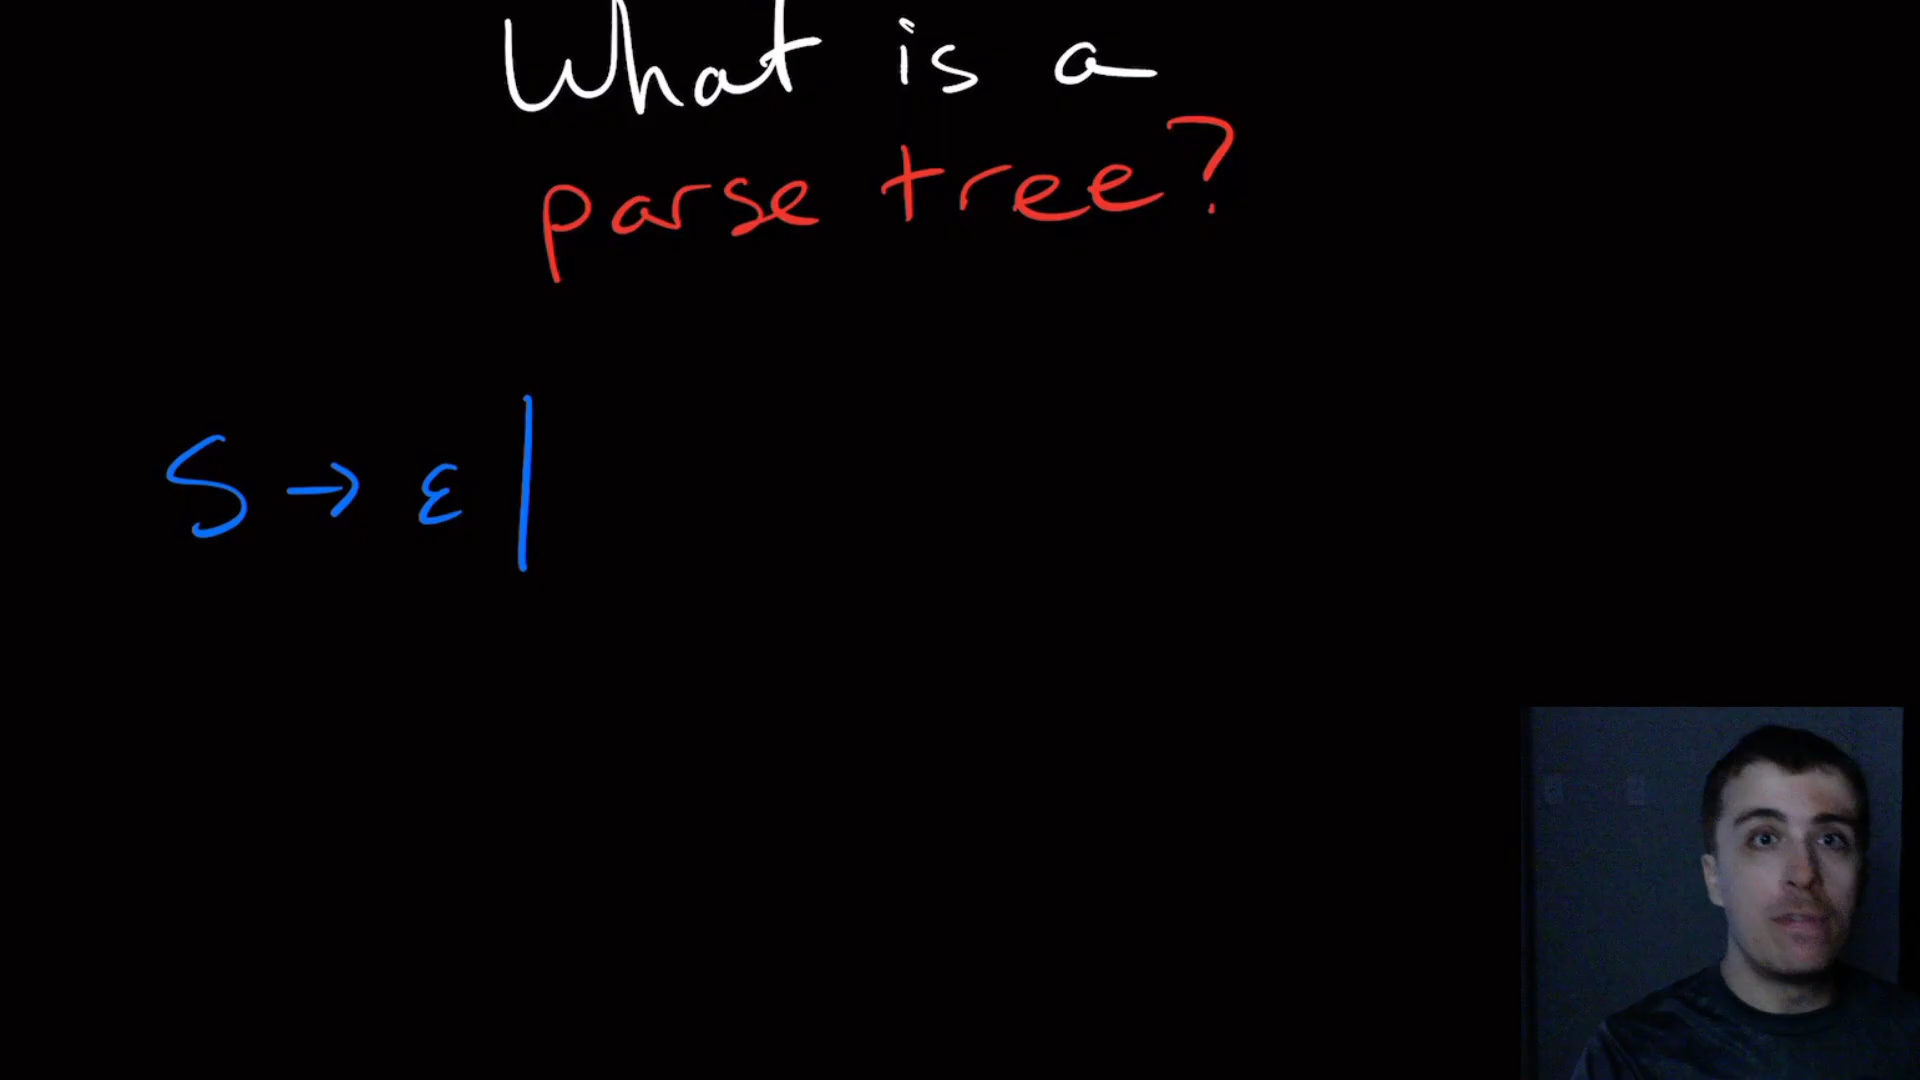 What is a
parse tree?
S → ε |